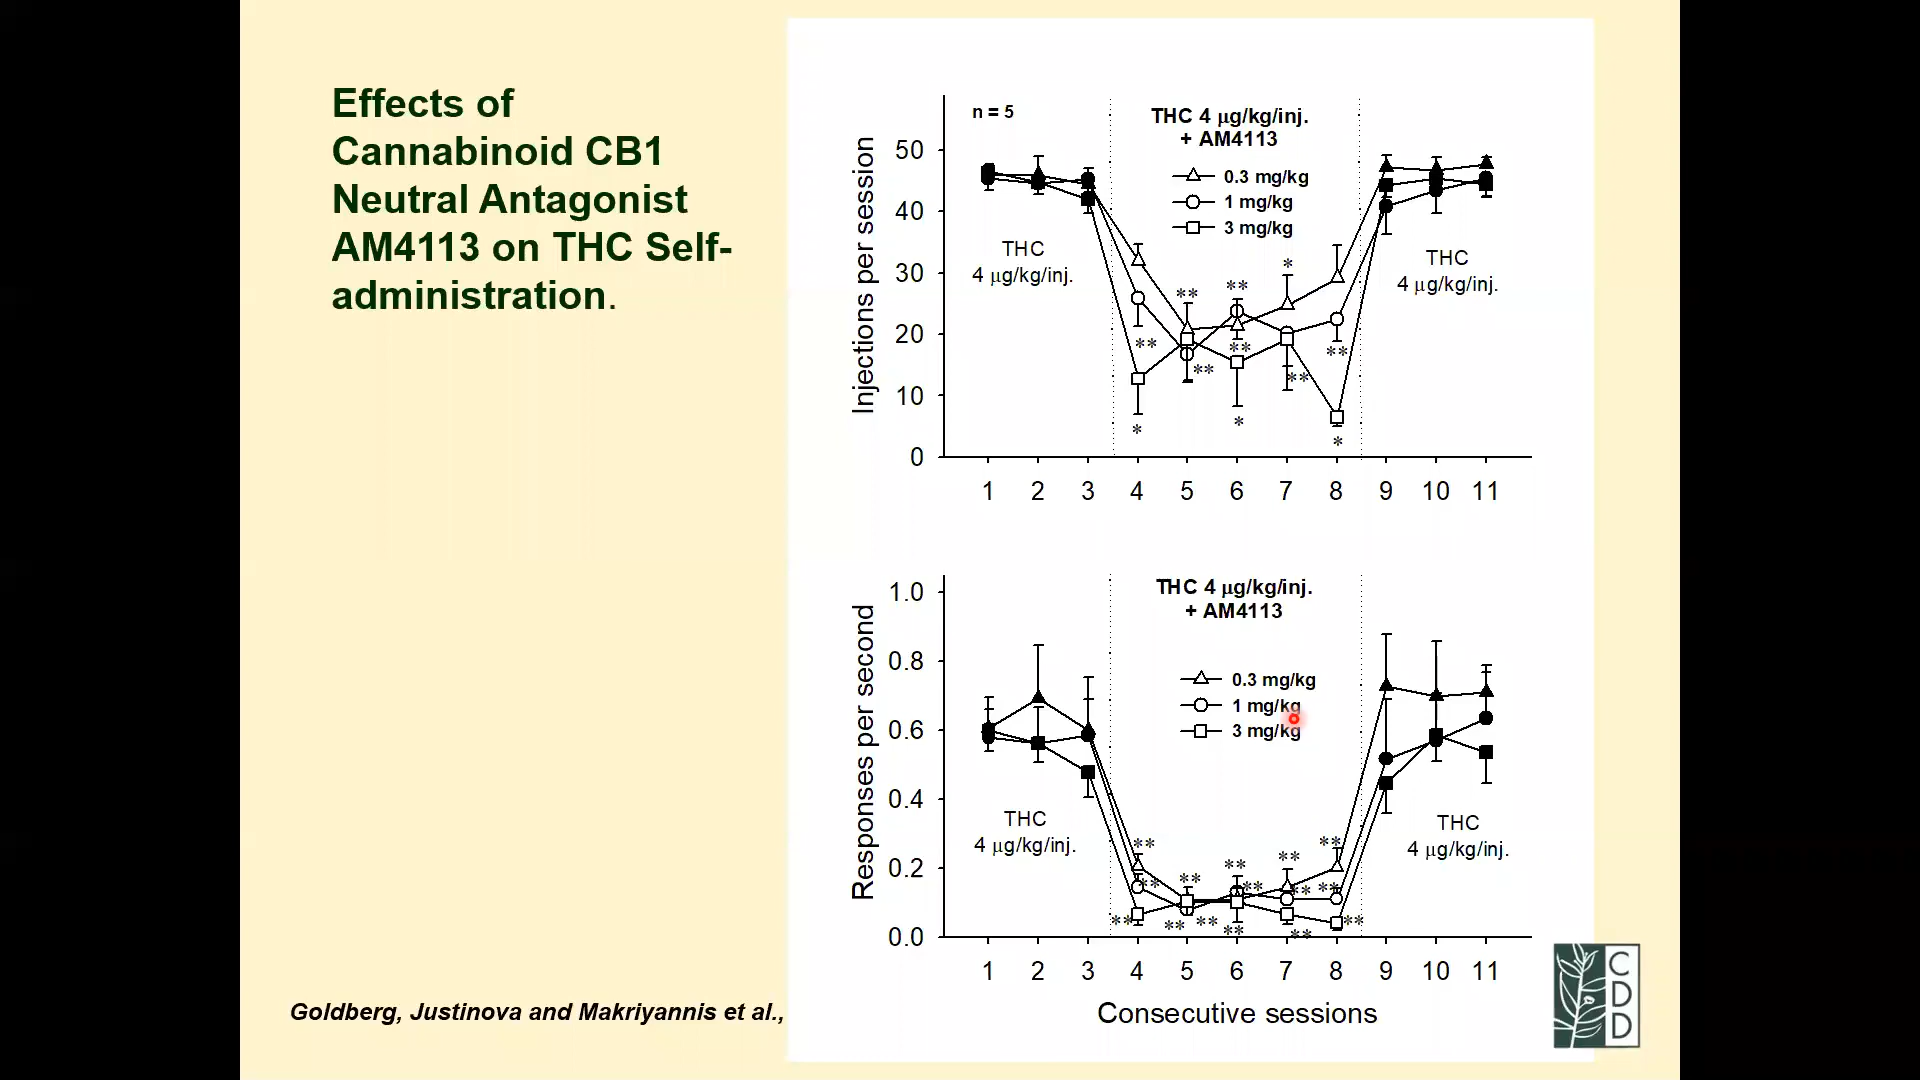 Effects of
Cannabinoid CB1
Neutral Antagonist
AM4113 on THC Self-
administration.
Goldberg, Justinova and Makriyannis et al.,
n = 5
THC 4 μg/kg/inj.
+ AM4113
0.3 mg/kg
1 mg/kg
3 mg/kg
Injections per session
50
40
30
20
10
0
THC
4 μg/kg/inj.
THC
4 μg/kg/inj.
** ** * ** ** ** ** ** * * *
1 2 3 4 5 6 7 8 9 10 11
THC 4 μg/kg/inj.
+ AM4113
0.3 mg/kg
1 mg/kg
3 mg/kg
Responses per second
1.0
0.8
0.6
0.4
0.2
0.0
THC
4 μg/kg/inj.
THC
4 μg/kg/inj.
** ** ** ** ** ** ** ** ** ** ** ** ** ** **
1 2 3 4 5 6 7 8 9 10 11
Consecutive sessions
C
D
D